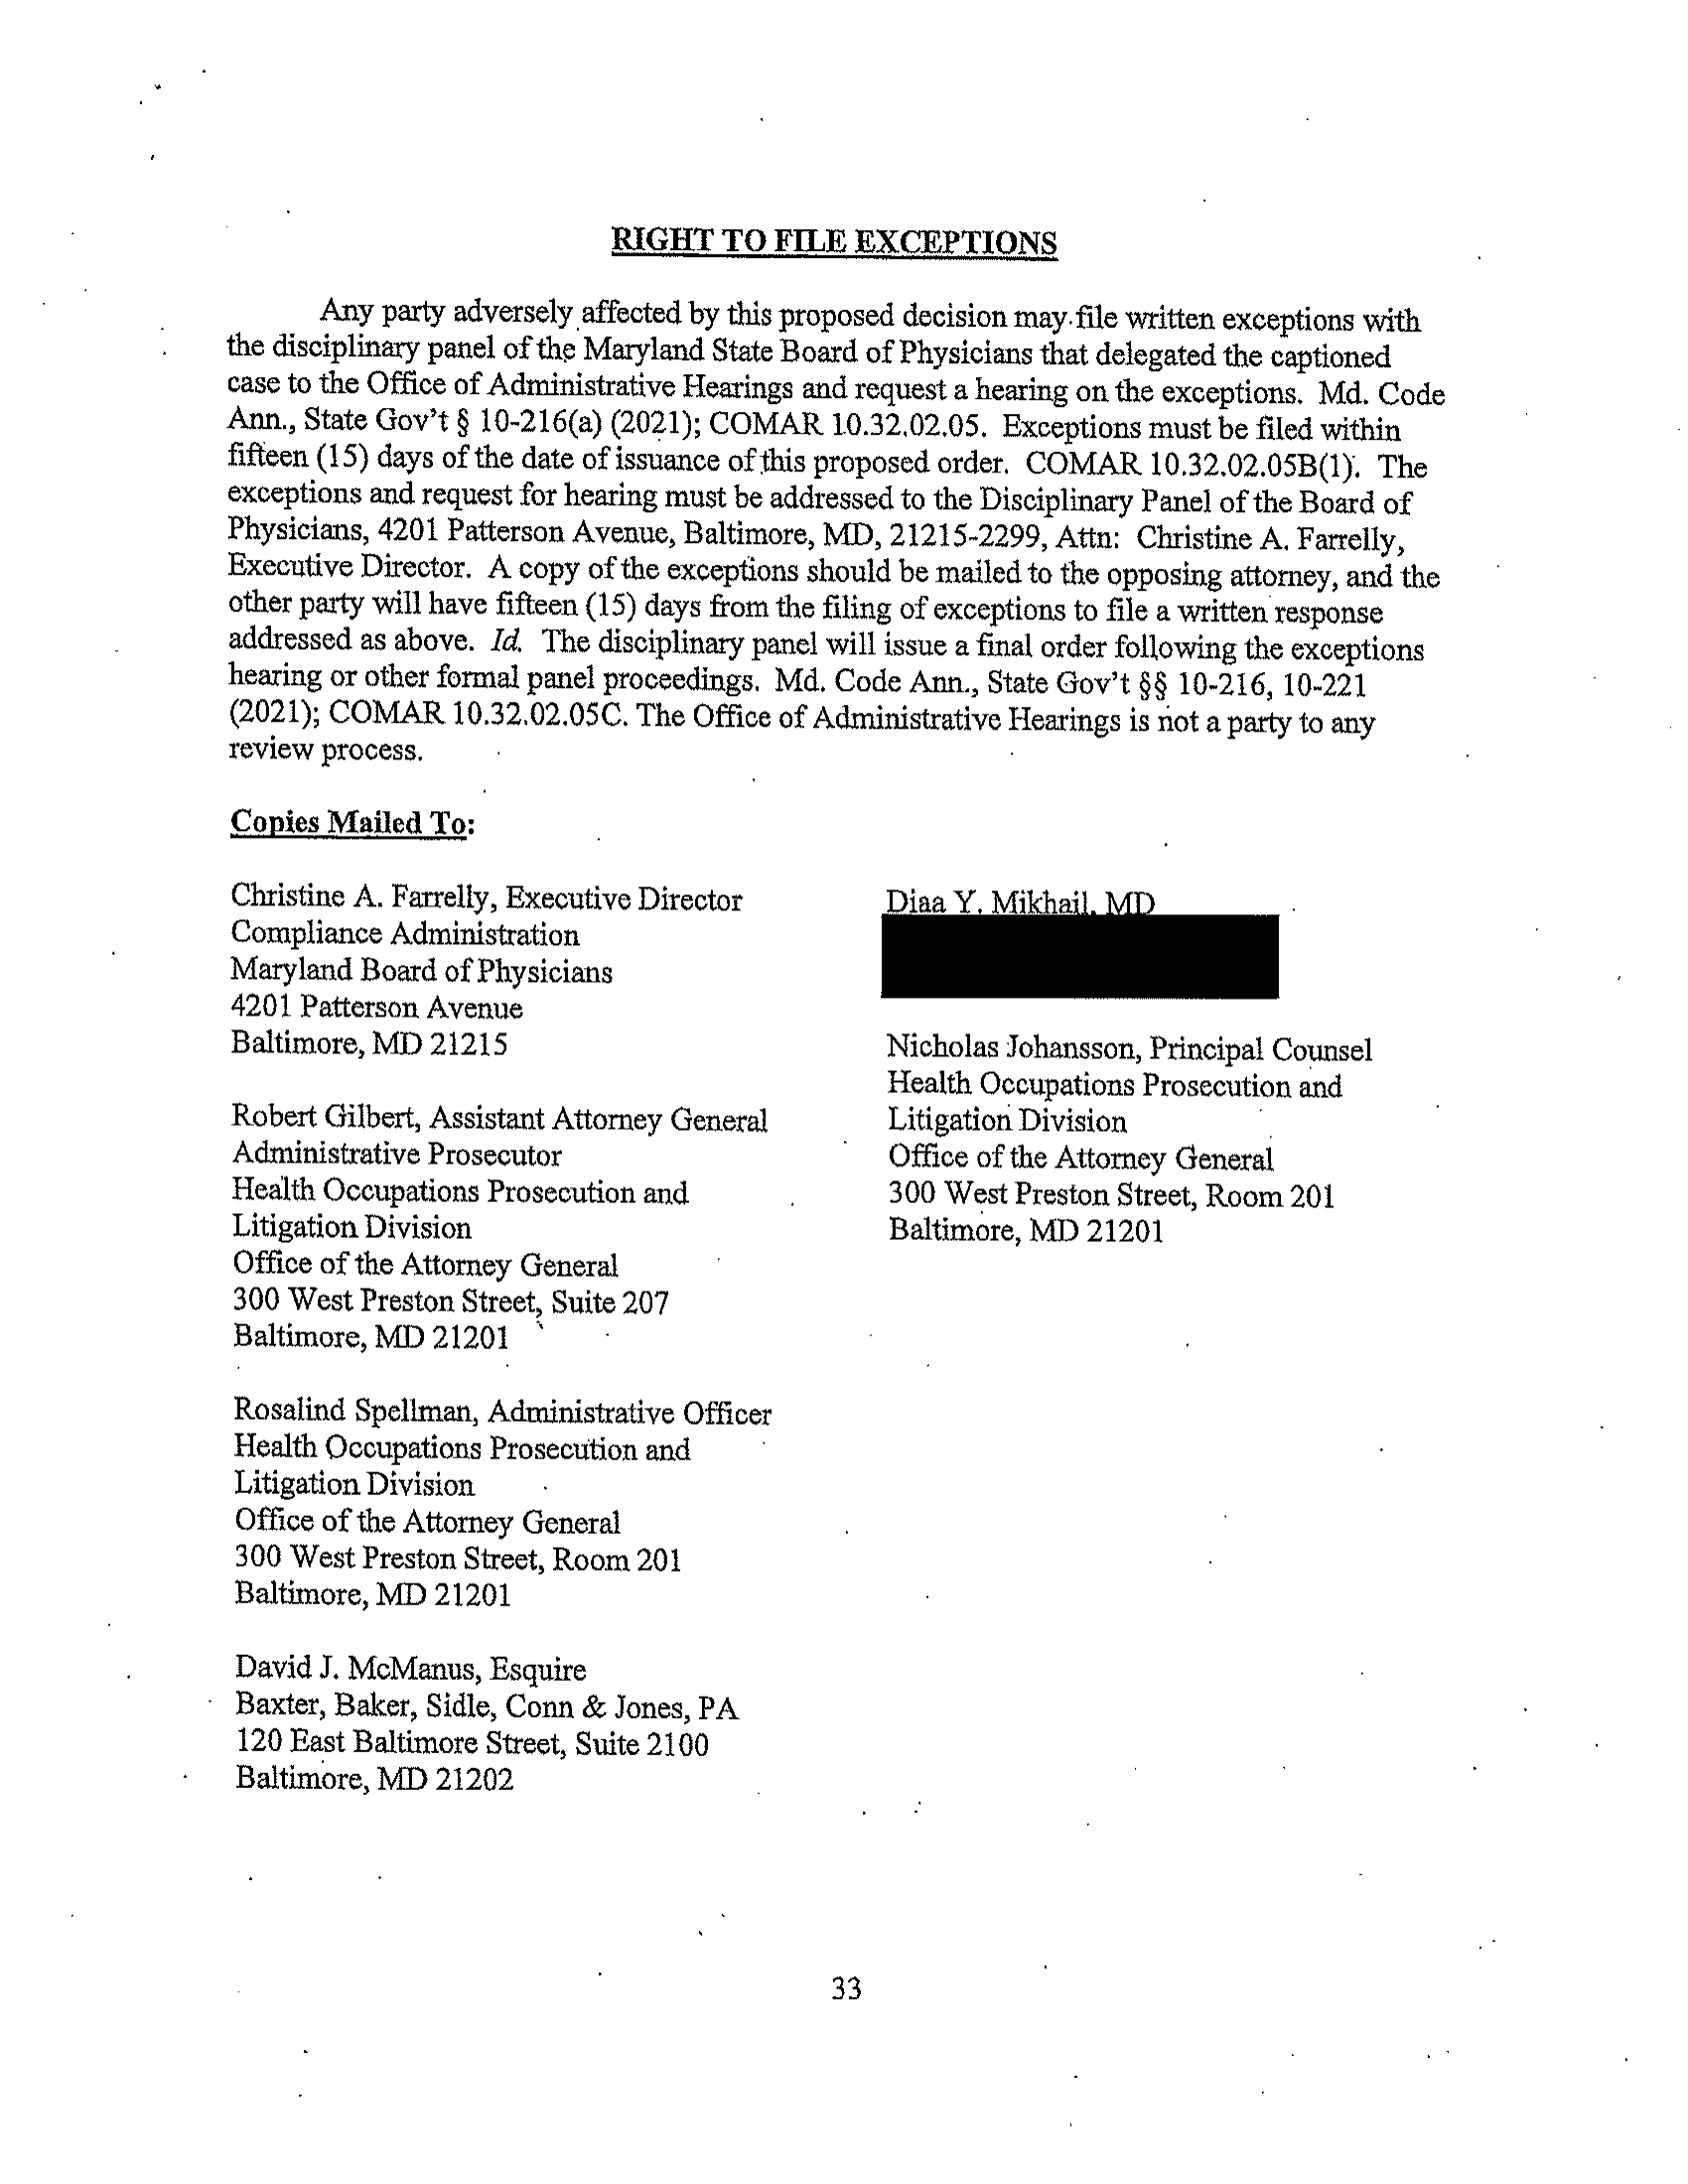 RIGHT TO FILE EXCEPTIONS
Any party adversely affected by this proposed decision may file written exceptions with
the disciplinary panel of the Maryland State Board of Physicians that delegated the captioned
case to the Office of Administrative Hearings and request a hearing on the exceptions. Md. Code
Ann., State Gov't § 10-216(a) (2021); COMAR 10.32.02.05. Exceptions must be filed within
fifteen (15) days of the date of issuance of this proposed order. COMAR 10.32.02.05B(1). The
exceptions and request for hearing must be addressed to the Disciplinary Panel of the Board of
Physicians, 4201 Patterson Avenue, Baltimore, MD, 21215-2299, Attn: Christine A. Farrelly,
Executive Director. A copy of the exceptions should be mailed to the opposing attorney, and the
other party will have fifteen (15) days from the filing of exceptions to file a written response
addressed as above. Id. The disciplinary panel will issue a final order following the exceptions
hearing or other formal panel proceedings. Md. Code Ann., State Gov't §§ 10-216, 10-221
(2021); COMAR 10.32.02.05C. The Office of Administrative Hearings is not a party to any
review process.
Copies Mailed To:
Christine A. Farrelly, Executive Director
Compliance Administration
Maryland Board of Physicians
4201 Patterson Avenue
Baltimore, MD 21215
Robert Gilbert, Assistant Attorney General
Administrative Prosecutor
Health Occupations Prosecution and
Litigation Division
Office of the Attorney General
300 West Preston Street, Suite 207
Baltimore, MD 21201
Rosalind Spellman, Administrative Officer
Health Occupations Prosecution and
Litigation Division
Office of the Attorney General
300 West Preston Street, Room 201
Baltimore, MD 21201
David J. McManus, Esquire
Baxter, Baker, Sidle, Conn & Jones, PA
120 East Baltimore Street, Suite 2100
Baltimore, MD 21202
Diaa Y. Mikhail, MD
Nicholas Johansson, Principal Counsel
Health Occupations Prosecution and
Litigation Division
Office of the Attorney General
300 West Preston Street, Room 201
Baltimore, MD 21201
33